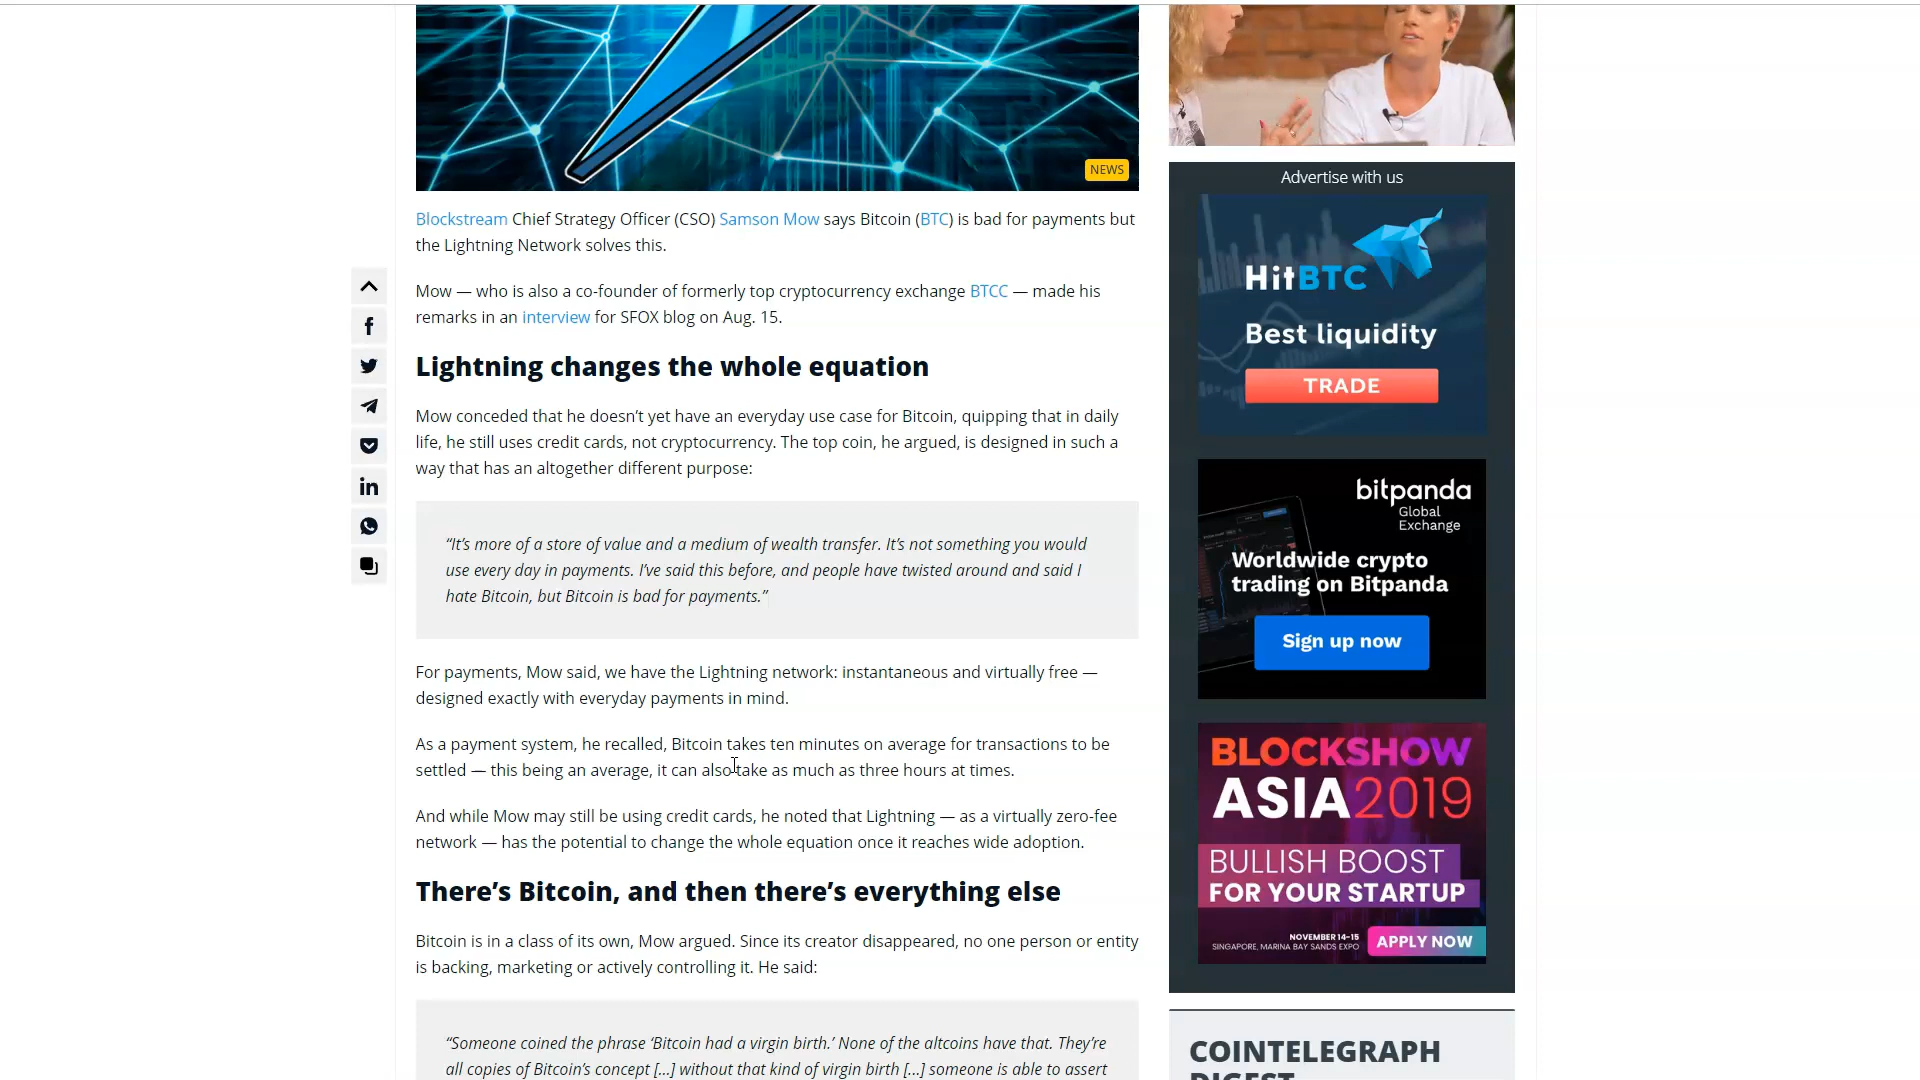 NEWS
Blockstream Chief Strategy Officer (CSO) Samson Mow says Bitcoin (BTC) is bad for payments but
the Lightning Network solves this.
Mow — who is also a co-founder of formerly top cryptocurrency exchange BTCC — made his
remarks in an interview for SFOX blog on Aug. 15.
Lightning changes the whole equation
Mow conceded that he doesn’t yet have an everyday use case for Bitcoin, quipping that in daily
life, he still uses credit cards, not cryptocurrency. The top coin, he argued, is designed in such a
way that has an altogether different purpose:
“It’s more of a store of value and a medium of wealth transfer. It’s not something you would
use every day in payments. I’ve said this before, and people have twisted around and said I
hate Bitcoin, but Bitcoin is bad for payments.”
For payments, Mow said, we have the Lightning network: instantaneous and virtually free —
designed exactly with everyday payments in mind.
As a payment system, he recalled, Bitcoin takes ten minutes on average for transactions to be
settled — this being an average, it can also take as much as three hours at times.
And while Mow may still be using credit cards, he noted that Lightning — as a virtually zero-fee
network — has the potential to change the whole equation once it reaches wide adoption.
There’s Bitcoin, and then there’s everything else
Bitcoin is in a class of its own, Mow argued. Since its creator disappeared, no one person or entity
is backing, marketing or actively controlling it. He said:
“Someone coined the phrase ‘Bitcoin had a virgin birth.’ None of the altcoins have that. They’re
all copies of Bitcoin’s concept [...] without that kind of virgin birth [...] someone is able to assert
Advertise with us
HitBTC
Best liquidity
TRADE
bitpanda
Global
Exchange
Worldwide crypto
trading on Bitpanda
Sign up now
BLOCKSHOW
ASIA 2019
BULLISH BOOST
FOR YOUR STARTUP
NOVEMBER 14–15
SINGAPORE, MARINA BAY SANDS EXPO
APPLY NOW
COINTELEGRAPH
DIGEST